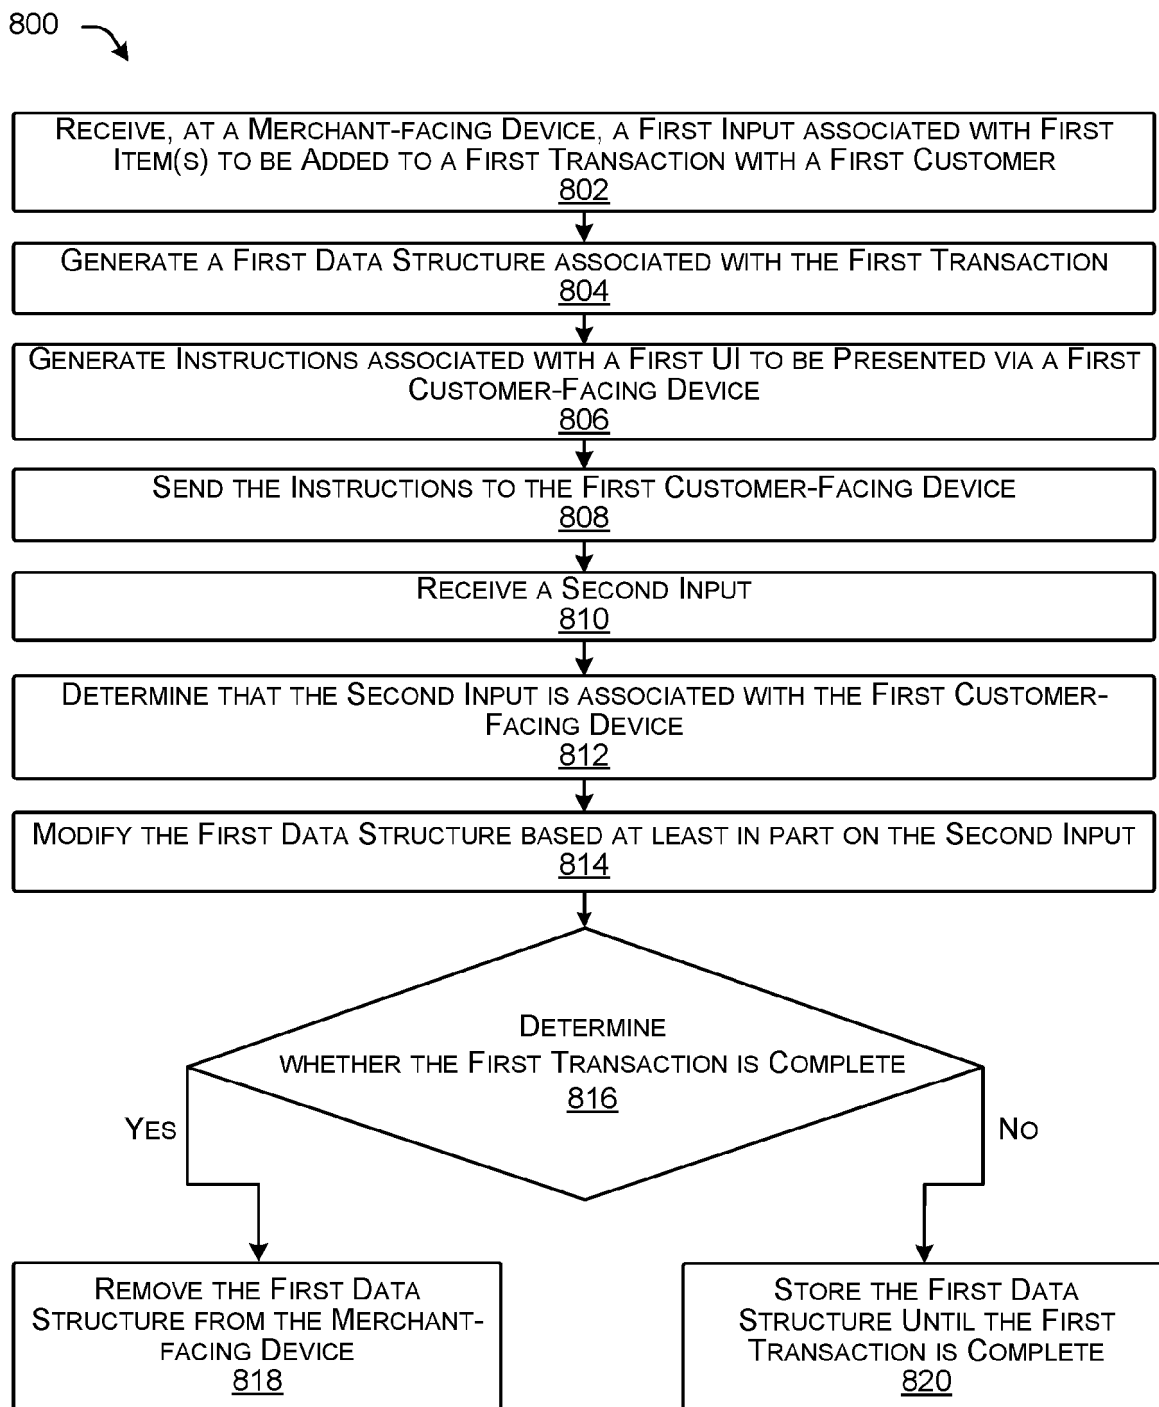 800
RECEIVE, AT A MERCHANT-FACING DEVICE, A FIRST INPUT ASSOCIATED WITH FIRST
ITEM(S) TO BE ADDED TO A FIRST TRANSACTION WITH A FIRST CUSTOMER
802
GENERATE A FIRST DATA STRUCTURE ASSOCIATED WITH THE FIRST TRANSACTION
804
GENERATE INSTRUCTIONS ASSOCIATED WITH A FIRST UI TO BE PRESENTED VIA A FIRST
CUSTOMER-FACING DEVICE
806
SEND THE INSTRUCTIONS TO THE FIRST CUSTOMER-FACING DEVICE
808
RECEIVE A SECOND INPUT
810
DETERMINE THAT THE SECOND INPUT IS ASSOCIATED WITH THE FIRST CUSTOMER-
FACING DEVICE
812
MODIFY THE FIRST DATA STRUCTURE BASED AT LEAST IN PART ON THE SECOND INPUT
814
DETERMINE
WHETHER THE FIRST TRANSACTION IS COMPLETE
816
YES
NO
REMOVE THE FIRST DATA
STRUCTURE FROM THE MERCHANT-
FACING DEVICE
818
STORE THE FIRST DATA
STRUCTURE UNTIL THE FIRST
TRANSACTION IS COMPLETE
820